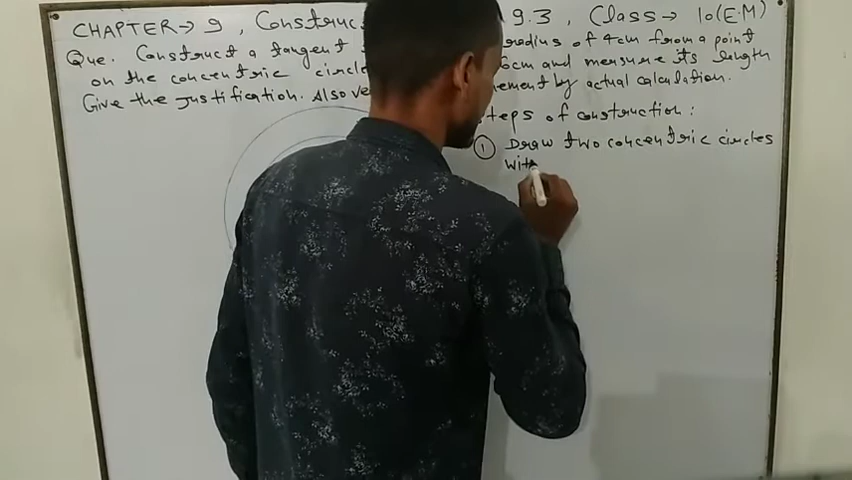 CHAPTER→ 9, Construc 9.3, Class→ 10(E.M)
Que. Construct a tangent radius of 4cm from a point
on the concentric circle 6cm and measure its length
Give the justification. Also ve ement by actual calculation.
teps of construction:
① Draw two concentric circles
with